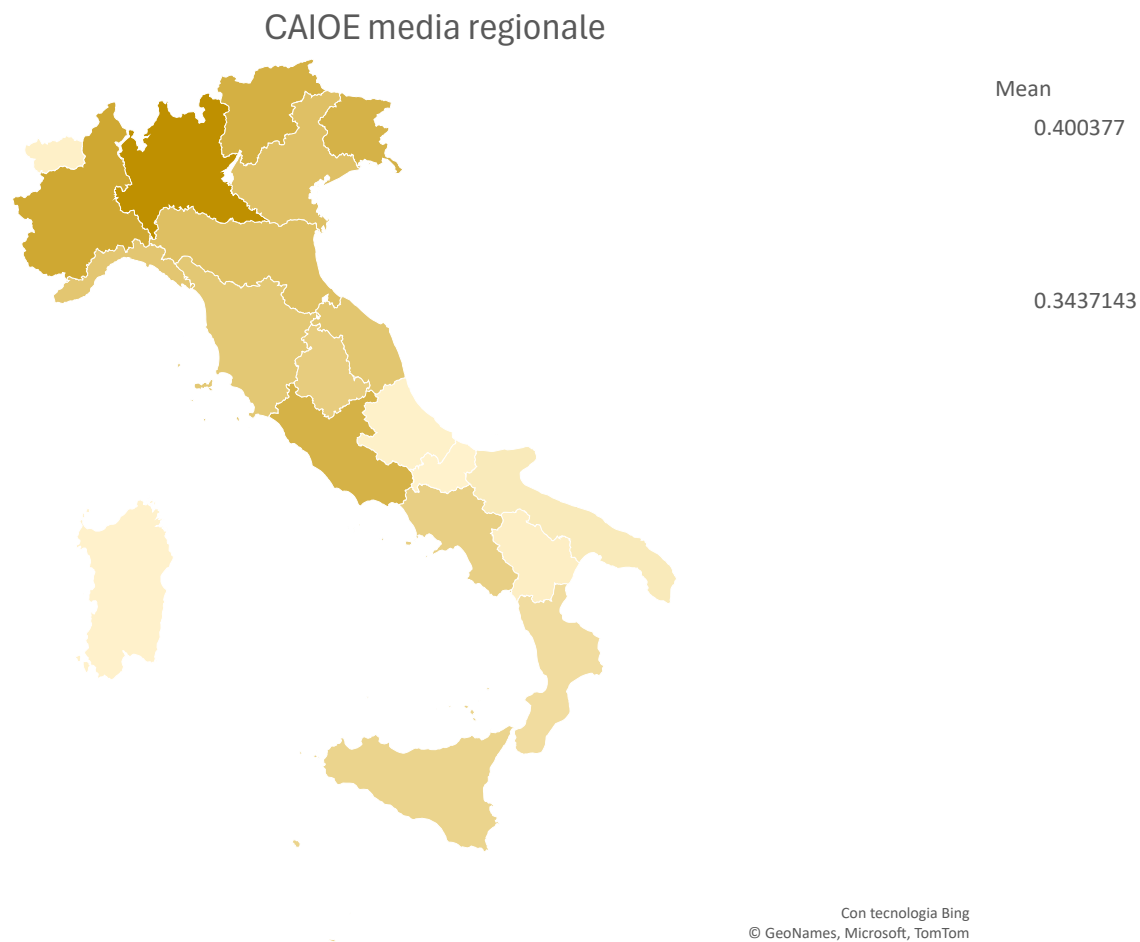 CAIOE media regionale
Mean
0.400377
0.3437143
Con tecnologia Bing
© GeoNames, Microsoft, TomTom